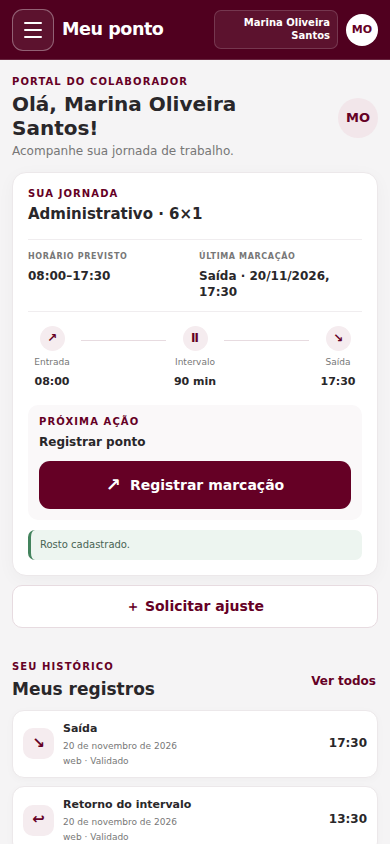 Meu ponto
Marina Oliveira
Santos
MO
PORTAL DO COLABORADOR
Olá, Marina Oliveira
Santos!
MO
Acompanhe sua jornada de trabalho.
SUA JORNADA
Administrativo · 6×1
HORÁRIO PREVISTO
08:00–17:30
ÚLTIMA MARCAÇÃO
Saída · 20/11/2026,
17:30
Entrada
08:00
Intervalo
90 min
Saída
17:30
PRÓXIMA AÇÃO
Registrar ponto
↗ Registrar marcação
Rosto cadastrado.
+ Solicitar ajuste
SEU HISTÓRICO
Meus registros
Ver todos
Saída
20 de novembro de 2026
web · Validado
17:30
Retorno do intervalo
20 de novembro de 2026
web · Validado
13:30